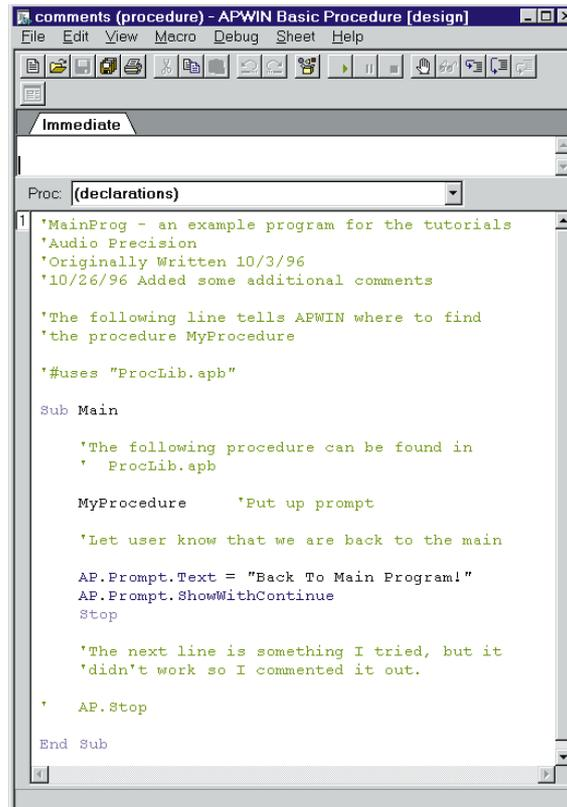 comments (procedure) - APWIN Basic Procedure [design]
File Edit View Macro Debug Sheet Help
Immediate
Proc: (declarations)
1
'MainProg - an example program for the tutorials
'Audio Precision
'Originally Written 10/3/96
'10/26/96 Added some additional comments
'The following line tells APWIN where to find
'the procedure MyProcedure
'#uses "ProcLib.apb"
Sub Main
'The following procedure can be found in
' ProcLib.apb
MyProcedure 'Put up prompt
'Let user know that we are back to the main
AP.Prompt.Text = "Back To Main Program!"
AP.Prompt.ShowWithContinue
Stop
'The next line is something I tried, but it
'didn't work so I commented it out.
' AP.Stop
End Sub